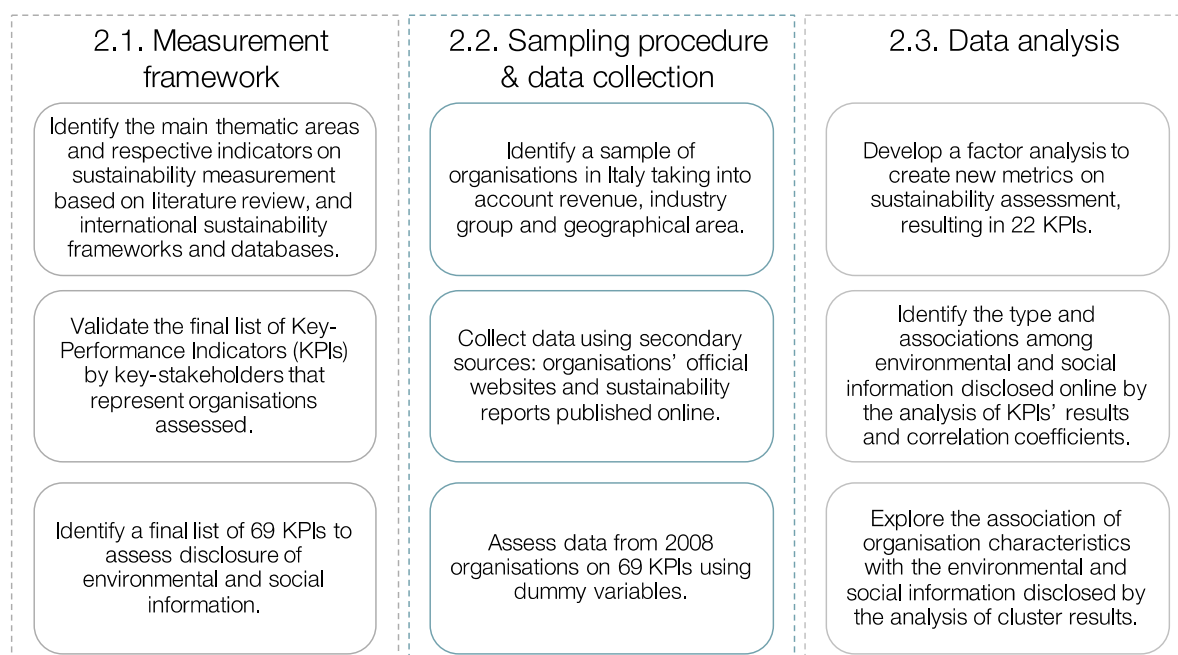 2.1. Measurement
framework
Identify the main thematic areas
and respective indicators on
sustainability measurement
based on literature review, and
international sustainability
frameworks and databases.
Validate the final list of Key-
Performance Indicators (KPIs)
by key-stakeholders that
represent organisations
assessed.
Identify a final list of 69 KPIs to
assess disclosure of
environmental and social
information.
2.2. Sampling procedure
& data collection
Identify a sample of
organisations in Italy taking into
account revenue, industry
group and geographical area.
Collect data using secondary
sources: organisations' official
websites and sustainability
reports published online.
Assess data from 2008
organisations on 69 KPIs using
dummy variables.
2.3. Data analysis
Develop a factor analysis to
create new metrics on
sustainability assessment,
resulting in 22 KPIs.
Identify the type and
associations among
environmental and social
information disclosed online by
the analysis of KPIs' results
and correlation coefficients.
Explore the association of
organisation characteristics
with the environmental and
social information disclosed by
the analysis of cluster results.